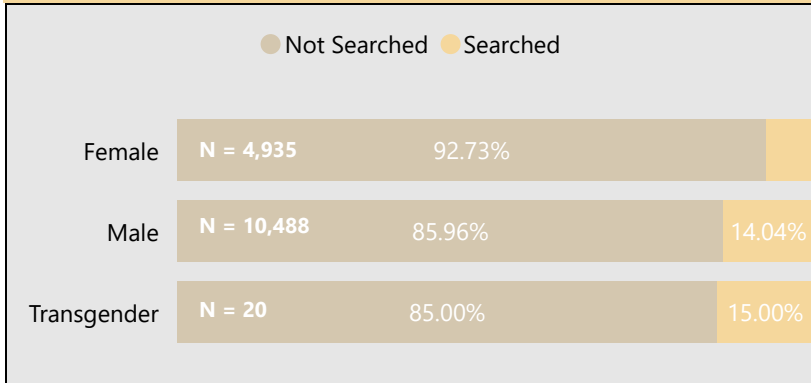 Not Searched Searched
Female N = 4,935 92.73%
Male N = 10,488 85.96% 14.04%
Transgender N = 20 85.00% 15.00%